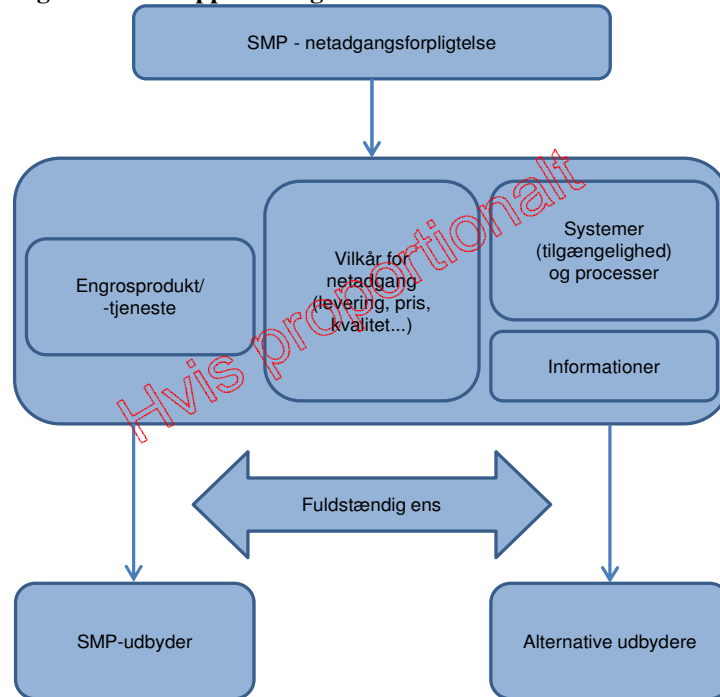 SMP - netadgangsforpligtelse
Engrosprodukt/
-tjeneste
Vilkår for
netadgang
(levering, pris,
kvalitet...)
Systemer
(tilgængelighed)
og processer
Informationer
Hvis proportionalt
Fuldstændig ens
SMP-udbyder
Alternative udbydere